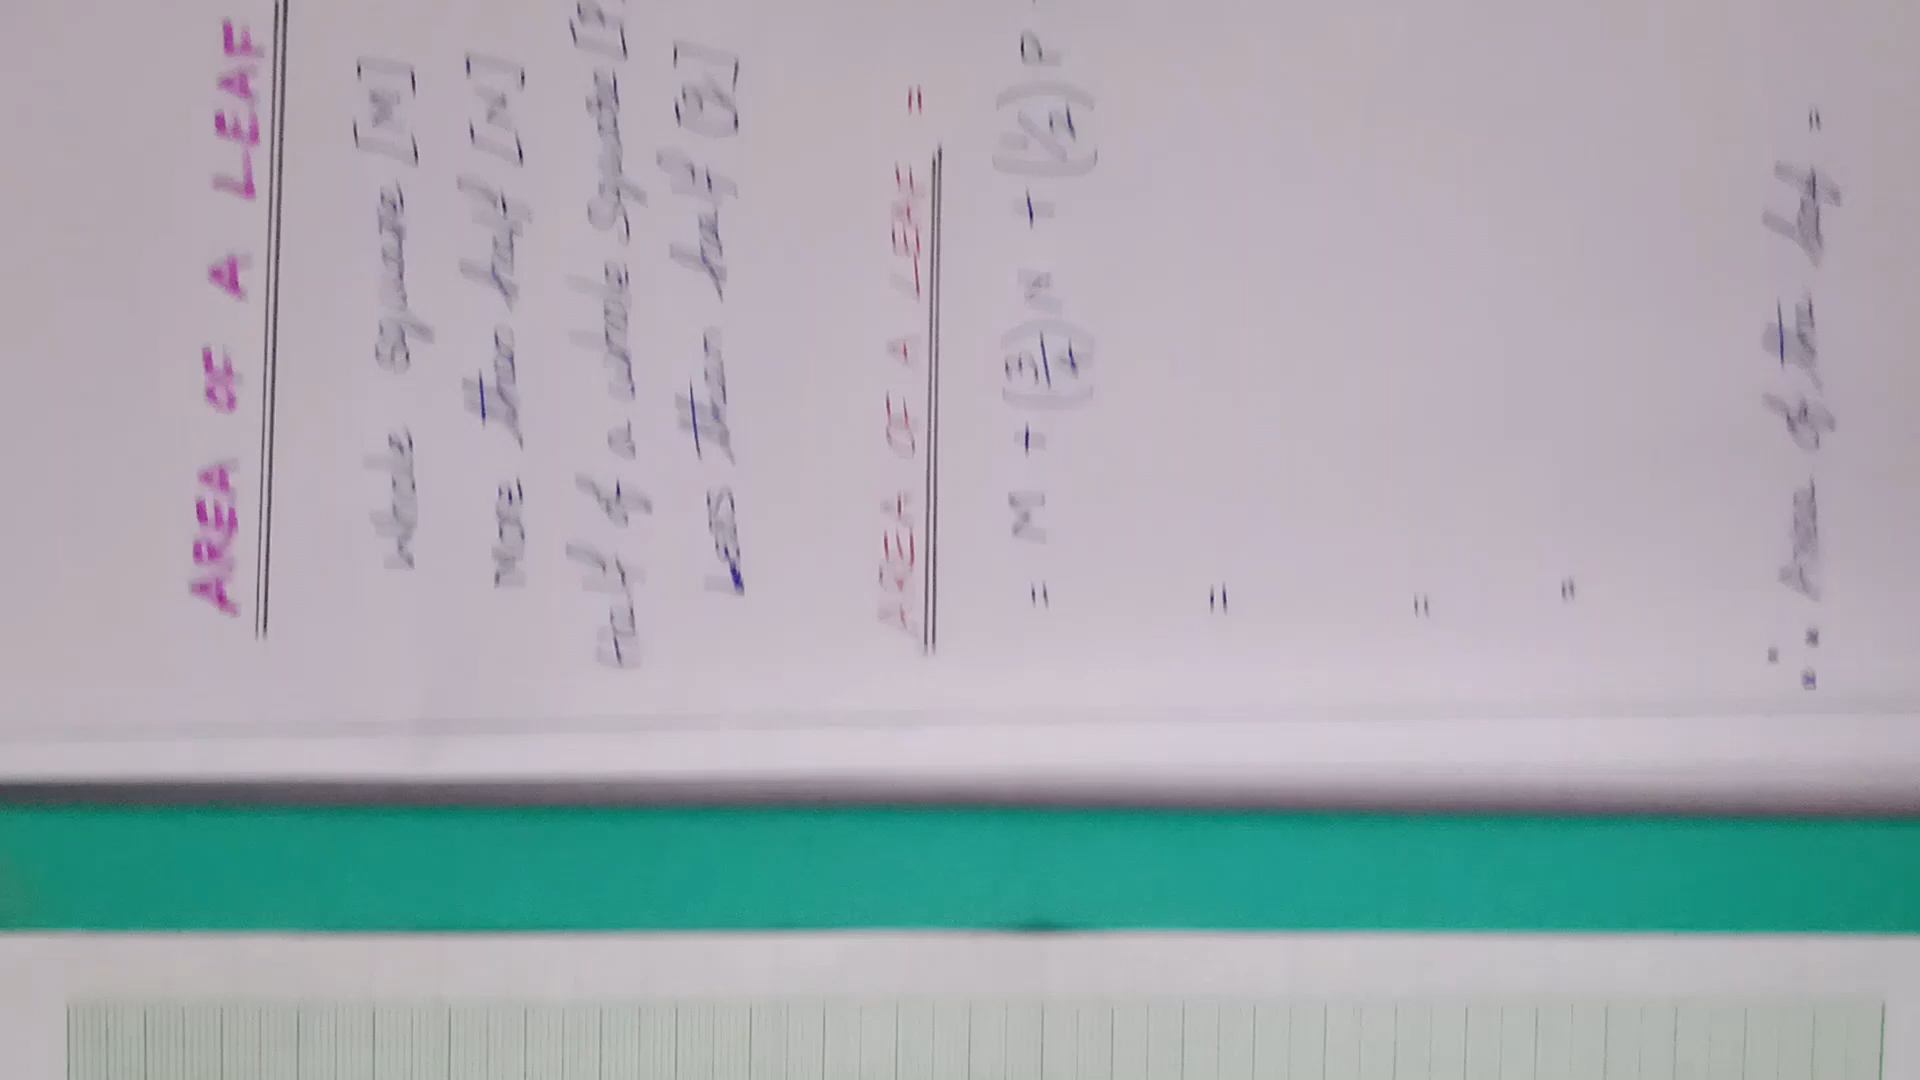 AREA OF A LEAF
Whole square [M]
More than half [N]
Half of a whole square [P
Less than half [Q]
AREA OF A LEAF =
= M + (3/4)N + (1/2)P
=
=
=
∴ Area of the leaf =